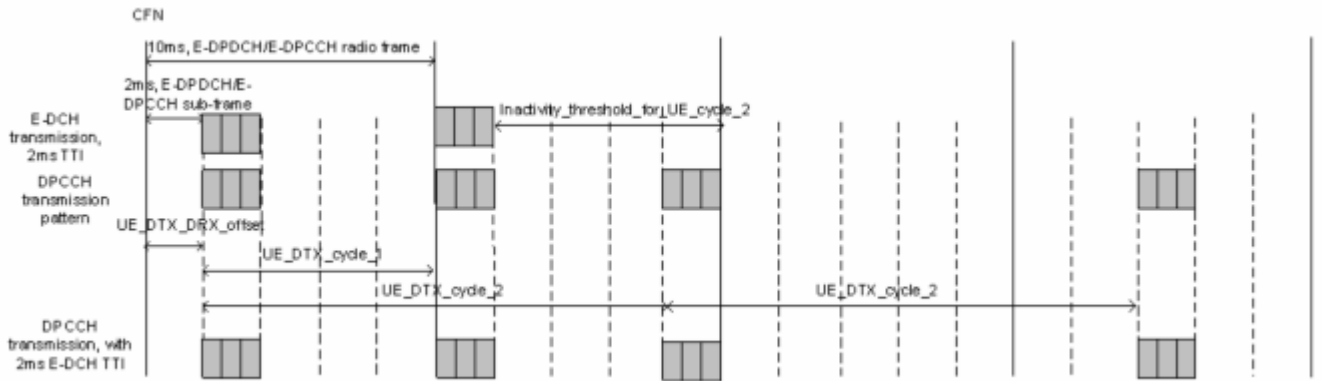 CFN
10ms, E-DPDCH/E-DPCCH radio frame
2ms, E-DPDCH/E-
DPCCH sub-frame
E-DCH
transmission,
2ms TTI
Inactivity_threshold_for_UE_cycle_2
DPCCH
transmission
pattern
UE_DTX_DRX_offset
UE_DTX_cycle_1
UE_DTX_cycle_2
UE_DTX_cycle_2
DPCCH
transmission, with
2ms E-DCH TTI